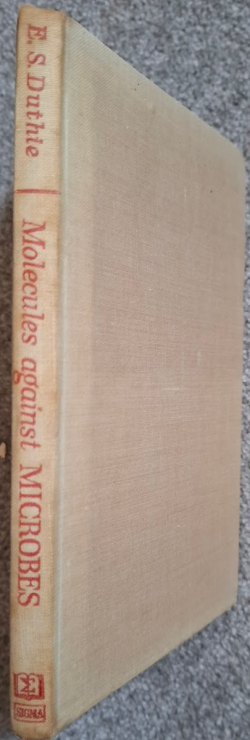 E. S. Duthie
Molecules against MICROBES
Σ
SIGMA